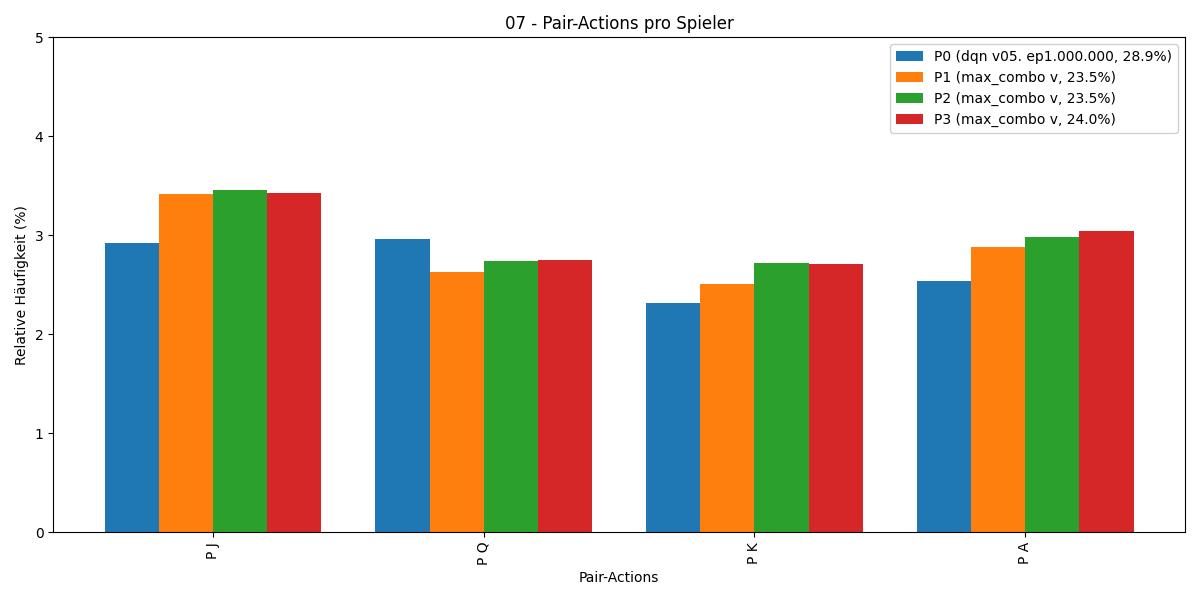 07 - Pair-Actions pro Spieler
P0 (dqn v05. ep1.000.000, 28.9%)
P1 (max_combo v, 23.5%)
P2 (max_combo v, 23.5%)
P3 (max_combo v, 24.0%)
Relative Häufigkeit (%)
5
4
3
2
1
0
P J
P Q
P K
P A
Pair-Actions